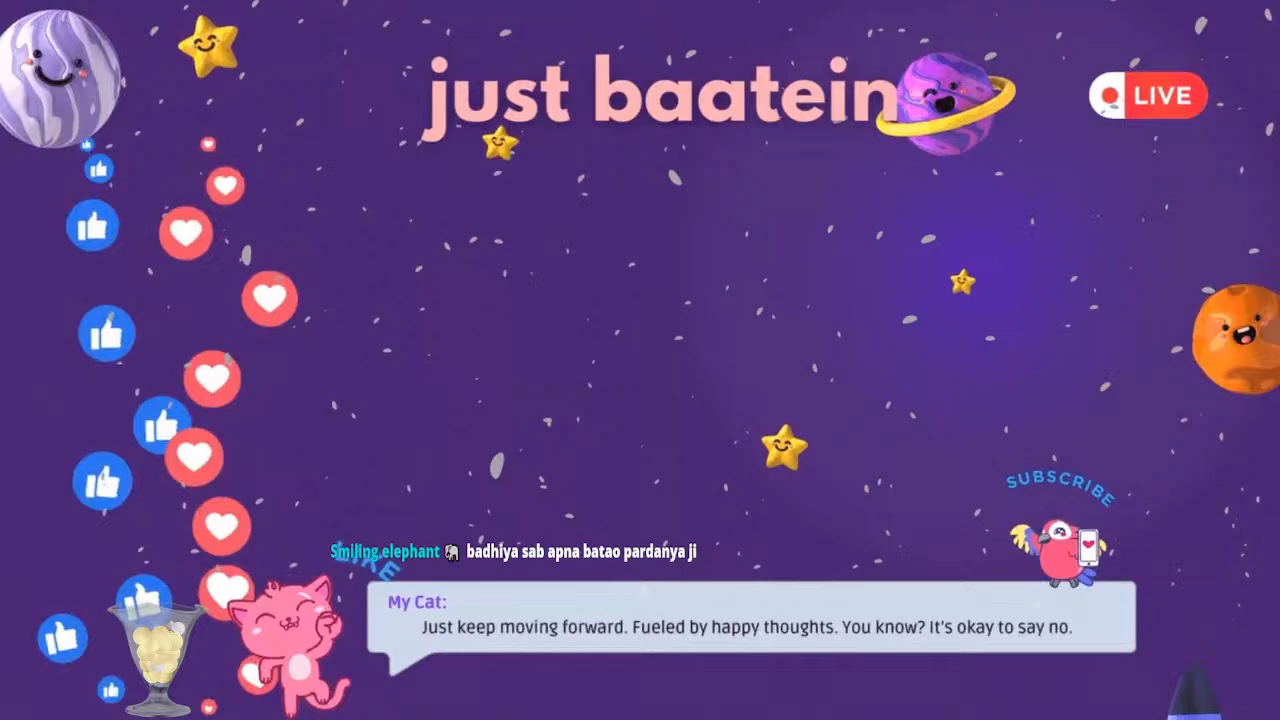 just baatein
LIVE
SUBSCRIBE
Smiling elephant 🐘 badhiya sab apna batao pardanya ji
LIKE
My Cat:
Just keep moving forward. Fueled by happy thoughts. You know? It's okay to say no.